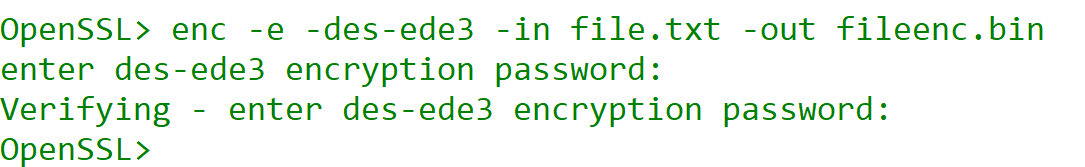 OpenSSL> enc -e -des-ede3 -in file.txt -out fileenc.bin
enter des-ede3 encryption password:
Verifying - enter des-ede3 encryption password:
OpenSSL>